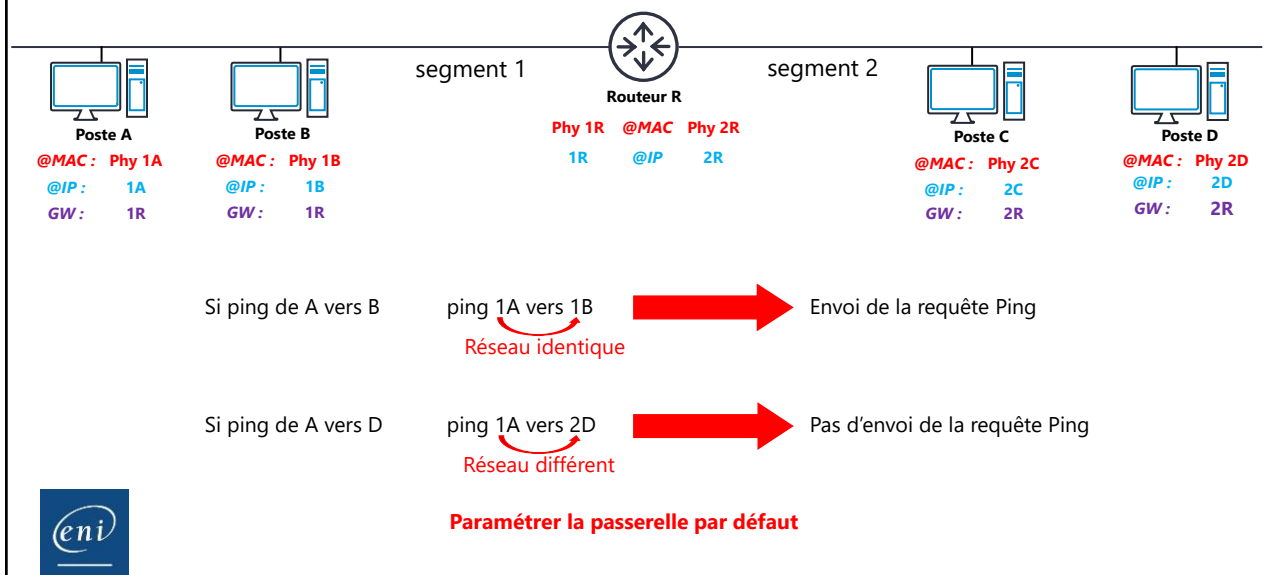 segment 1
segment 2
Routeur R
Poste A
Poste B
Poste C
Poste D
Phy 1R @MAC Phy 2R
1R @IP 2R
@MAC : Phy 1A
@IP : 1A
GW : 1R
@MAC : Phy 1B
@IP : 1B
GW : 1R
@MAC : Phy 2C
@IP : 2C
GW : 2R
@MAC : Phy 2D
@IP : 2D
GW : 2R
Si ping de A vers B ping 1A vers 1B Envoi de la requête Ping
Réseau identique
Si ping de A vers D ping 1A vers 2D Pas d’envoi de la requête Ping
Réseau différent
Paramétrer la passerelle par défaut
eni